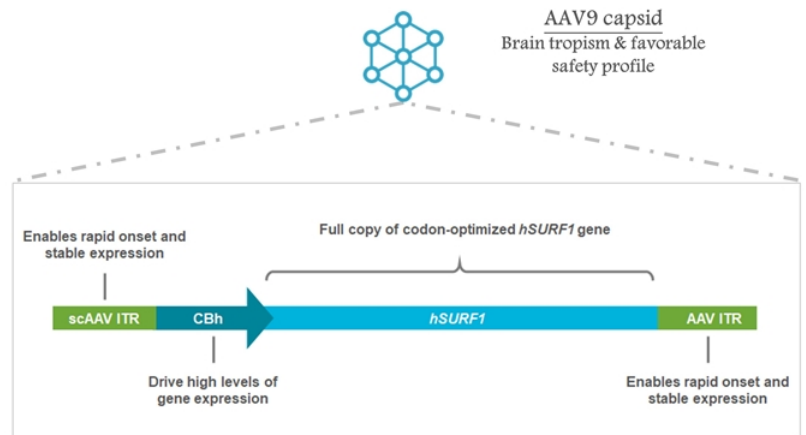 AAV9 capsid
Brain tropism & favorable
safety profile
Enables rapid onset and
stable expression
Full copy of codon-optimized hSURF1 gene
scAAV ITR
CBh
hSURF1
AAV ITR
Drive high levels of
gene expression
Enables rapid onset and
stable expression